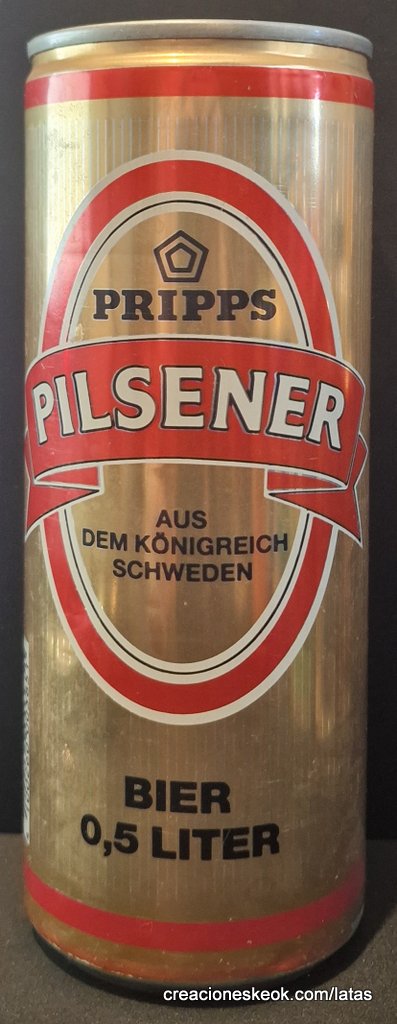 PRIPPS
PILSENER
AUS
DEM KÖNIGREICH
SCHWEDEN
BIER
0,5 LITER
creacioneskeok.com/latas